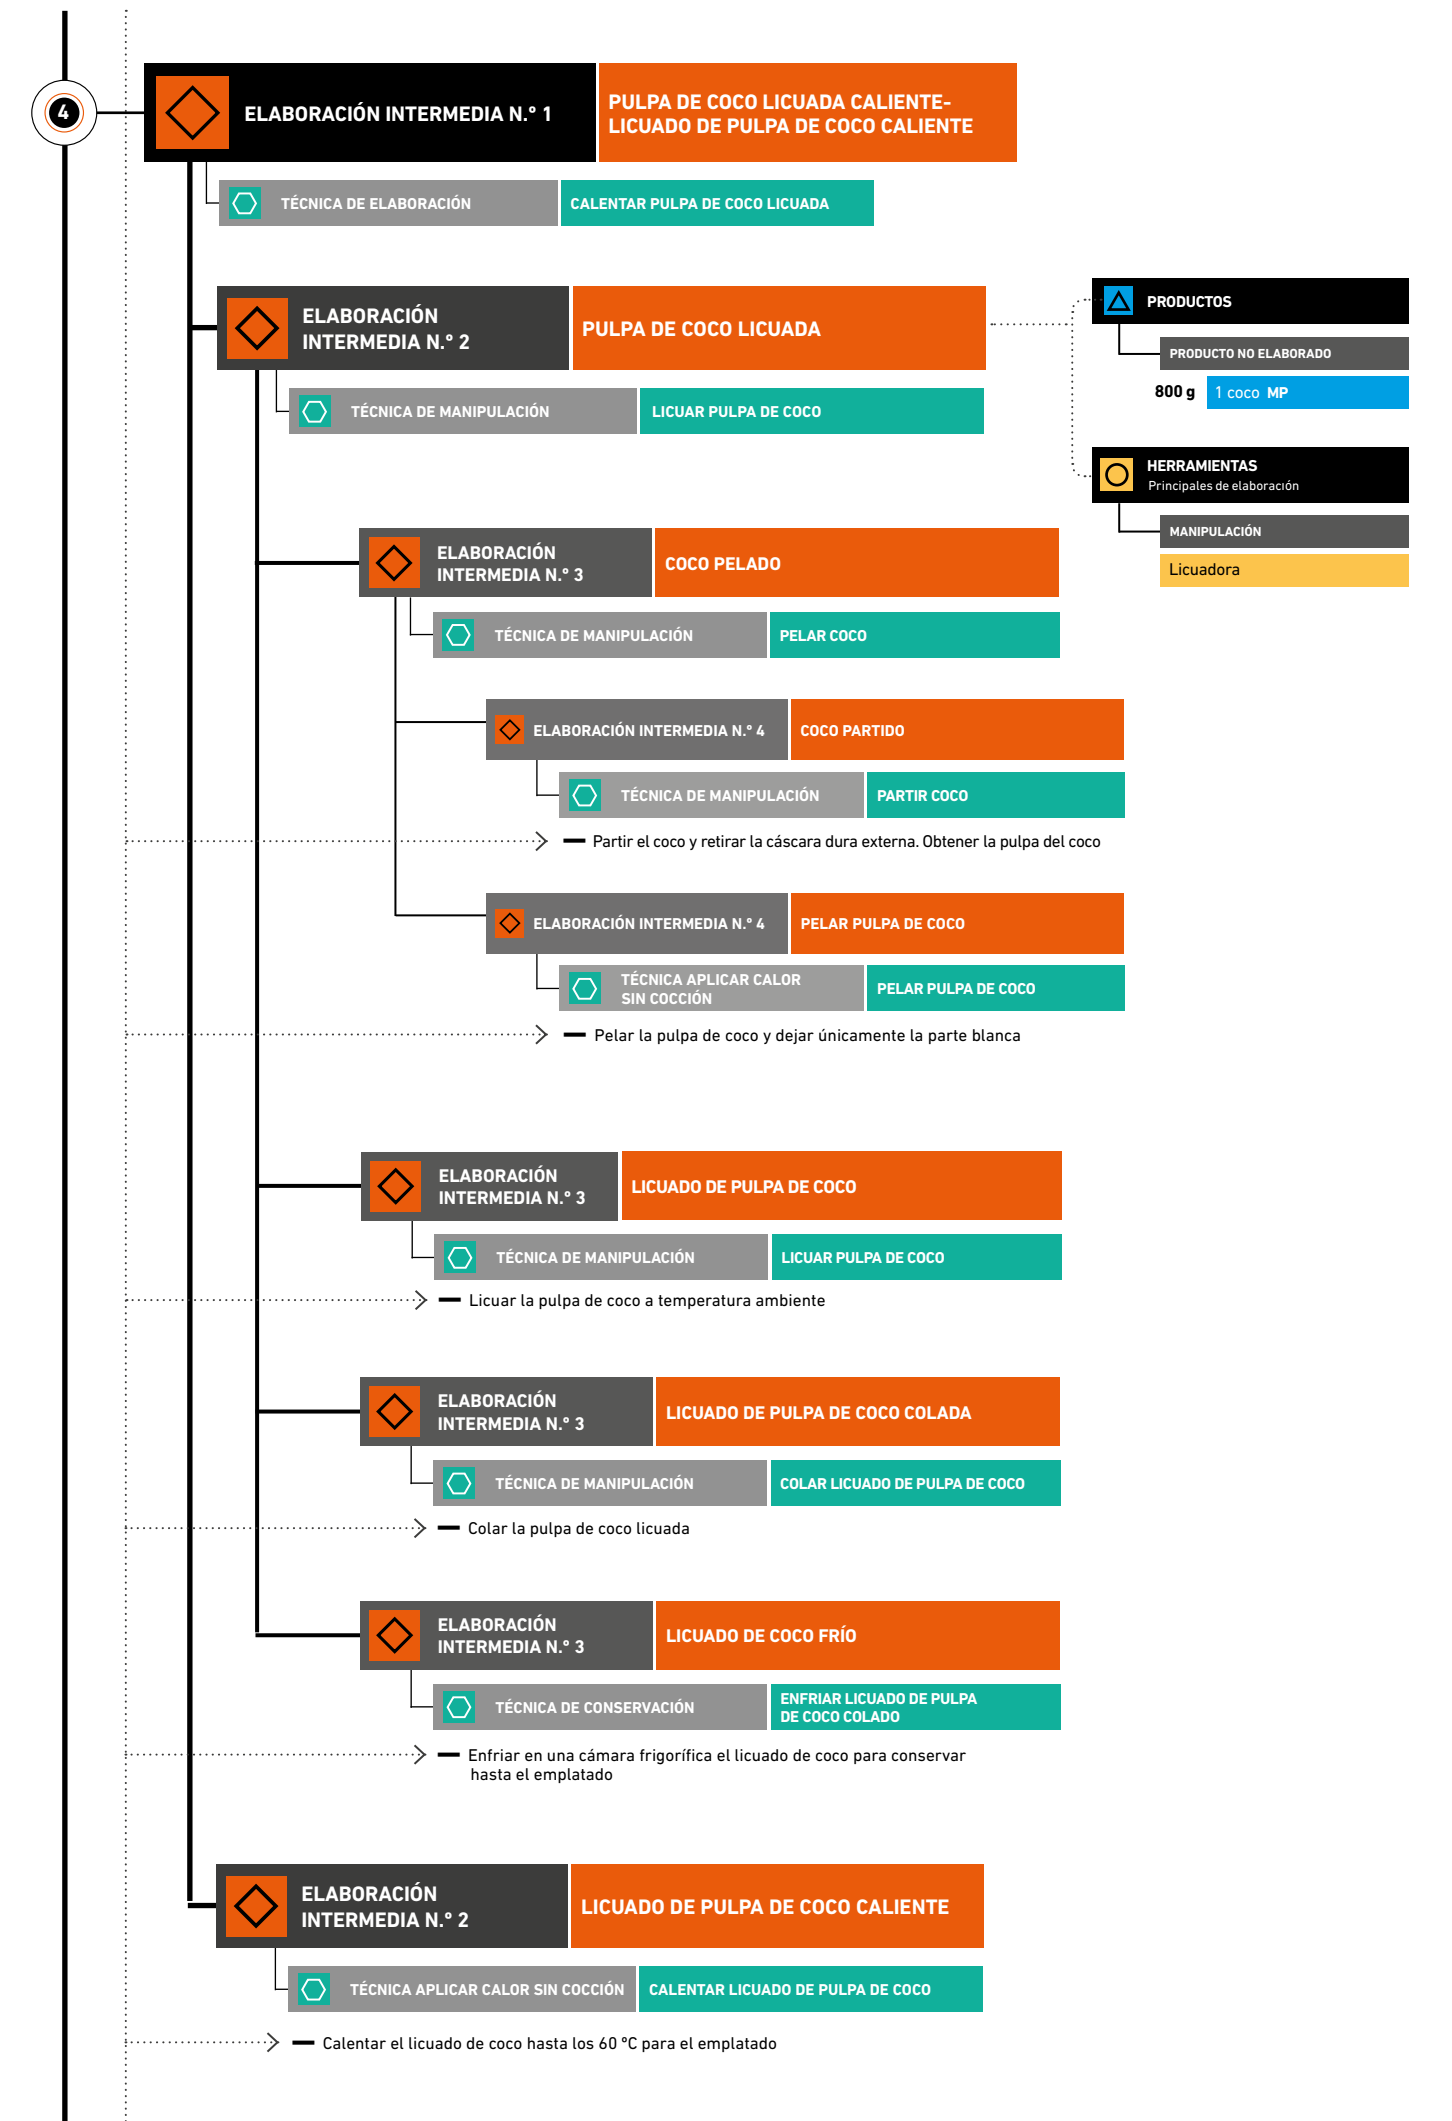 4
ELABORACIÓN INTERMEDIA N.º 1
PULPA DE COCO LICUADA CALIENTE-
LICUADO DE PULPA DE COCO CALIENTE
TÉCNICA DE ELABORACIÓN
CALENTAR PULPA DE COCO LICUADA
ELABORACIÓN
INTERMEDIA N.º 2
PULPA DE COCO LICUADA
TÉCNICA DE MANIPULACIÓN
LICUAR PULPA DE COCO
PRODUCTOS
PRODUCTO NO ELABORADO
800 g
1 coco MP
HERRAMIENTAS
Principales de elaboración
MANIPULACIÓN
Licuadora
ELABORACIÓN
INTERMEDIA N.º 3
COCO PELADO
TÉCNICA DE MANIPULACIÓN
PELAR COCO
ELABORACIÓN INTERMEDIA N.º 4
COCO PARTIDO
TÉCNICA DE MANIPULACIÓN
PARTIR COCO
Partir el coco y retirar la cáscara dura externa. Obtener la pulpa del coco
ELABORACIÓN INTERMEDIA N.º 4
PELAR PULPA DE COCO
TÉCNICA APLICAR CALOR
SIN COCCIÓN
PELAR PULPA DE COCO
Pelar la pulpa de coco y dejar únicamente la parte blanca
ELABORACIÓN
INTERMEDIA N.º 3
LICUADO DE PULPA DE COCO
TÉCNICA DE MANIPULACIÓN
LICUAR PULPA DE COCO
Licuar la pulpa de coco a temperatura ambiente
ELABORACIÓN
INTERMEDIA N.º 3
LICUADO DE PULPA DE COCO COLADA
TÉCNICA DE MANIPULACIÓN
COLAR LICUADO DE PULPA DE COCO
Colar la pulpa de coco licuada
ELABORACIÓN
INTERMEDIA N.º 3
LICUADO DE COCO FRÍO
TÉCNICA DE CONSERVACIÓN
ENFRIAR LICUADO DE PULPA
DE COCO COLADO
Enfriar en una cámara frigorífica el licuado de coco para conservar
hasta el emplatado
ELABORACIÓN
INTERMEDIA N.º 2
LICUADO DE PULPA DE COCO CALIENTE
TÉCNICA APLICAR CALOR SIN COCCIÓN
CALENTAR LICUADO DE PULPA DE COCO
Calentar el licuado de coco hasta los 60 ºC para el emplatado